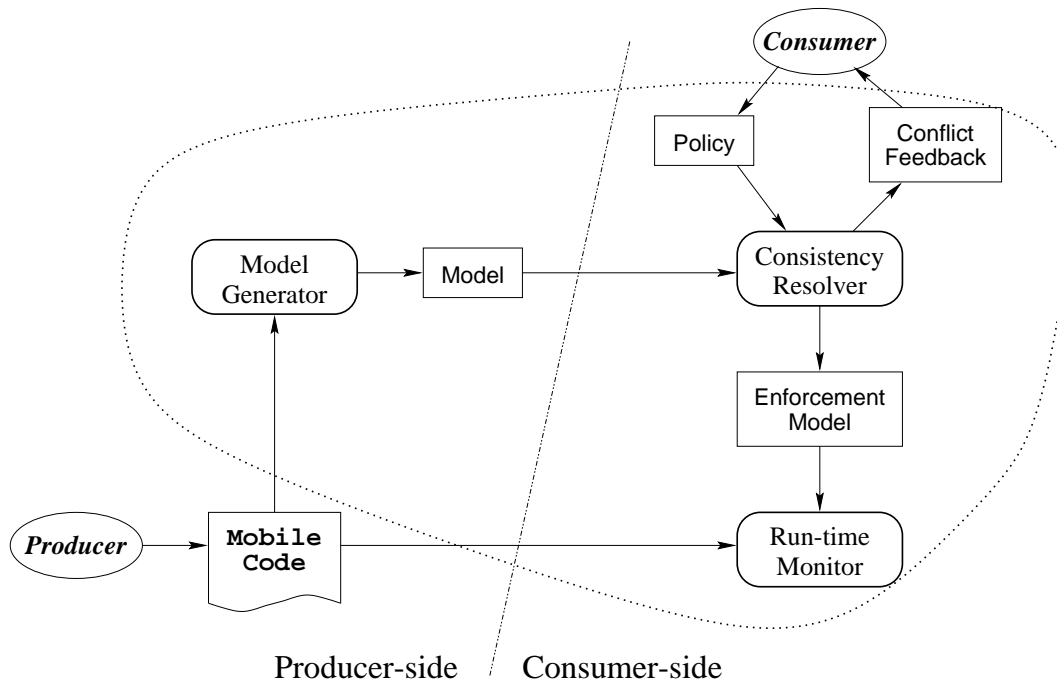 Consumer
Policy
Conflict
Feedback
Model
Generator
Model
Consistency
Resolver
Enforcement
Model
Producer
Mobile
Code
Run-time
Monitor
Producer-side
Consumer-side